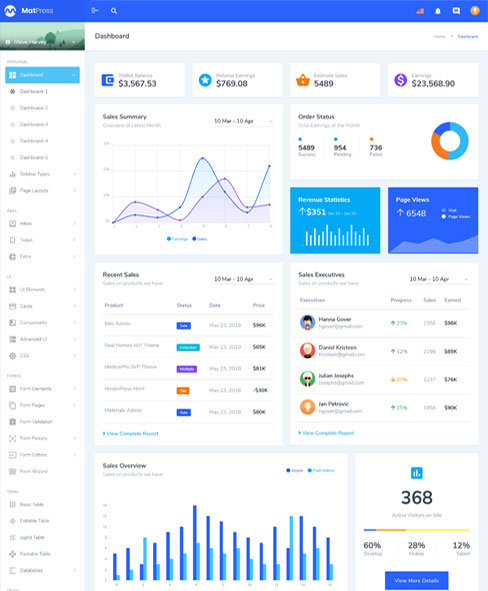 MatPress
Steve Harvey
Dashboard
Home > Dashboard
PERSONAL
Dashboard
Dashboard-1
Dashboard-2
Dashboard-3
Dashboard-4
Dashboard-5
Sidebar Types
Page Layouts
Apps
Inbox
Ticket
Extra
UI
UI Elements
Cards
Components
Advanced UI
CSS
FORMS
Form Elements
Form Pages
Form Validation
Form Pickers
Form Editors
Form Wizard
Tables
Basic Table
Editable Table
Jsgrid Table
Footable Table
Datatables
Wallet Balance
$3,567.53
Referral Earnings
$769.08
Estimate Sales
5489
Earnings
$23,568.90
Sales Summary
Overview of Latest Month
10 Mar - 10 Apr
Earnings
Sales
Order Status
Total Earnings of the Month
5489
Success
954
Pending
736
Failed
Revenue Statistics
$351
Page Views
6548
Visit
Page Views
Recent Sales
Sales on products we have
10 Mar - 10 Apr
Product Status Date Price
Elite Admin Sale May 23, 2018 $96K
Real Homes WP Theme Extended May 23, 2018 $85K
MedicalPro WP Theme Multiple May 23, 2018 $81K
Hosting Press Html May 23, 2018 -$30K
Materials Admin Sale May 23, 2018 $80K
View Complete Report
Sales Executives
Sales on products we have
10 Mar - 10 Apr
Executives Progress Sales Earned
Hanna Gover
hgover@gmail.com
23% 1356 $96K
Daniel Kristeen
Kristeen@gmail.com
12% 2198 $85K
Julian Josephs
Josephs@gmail.com
1237 $76K
Jan Petrovic
hgover@gmail.com
25% 1956 $80K
View Complete Report
Sales Overview
Sales on products we have
368
Active Visitors on Site
60%
Desktop
28%
Mobile
12%
Tablet
View More Details